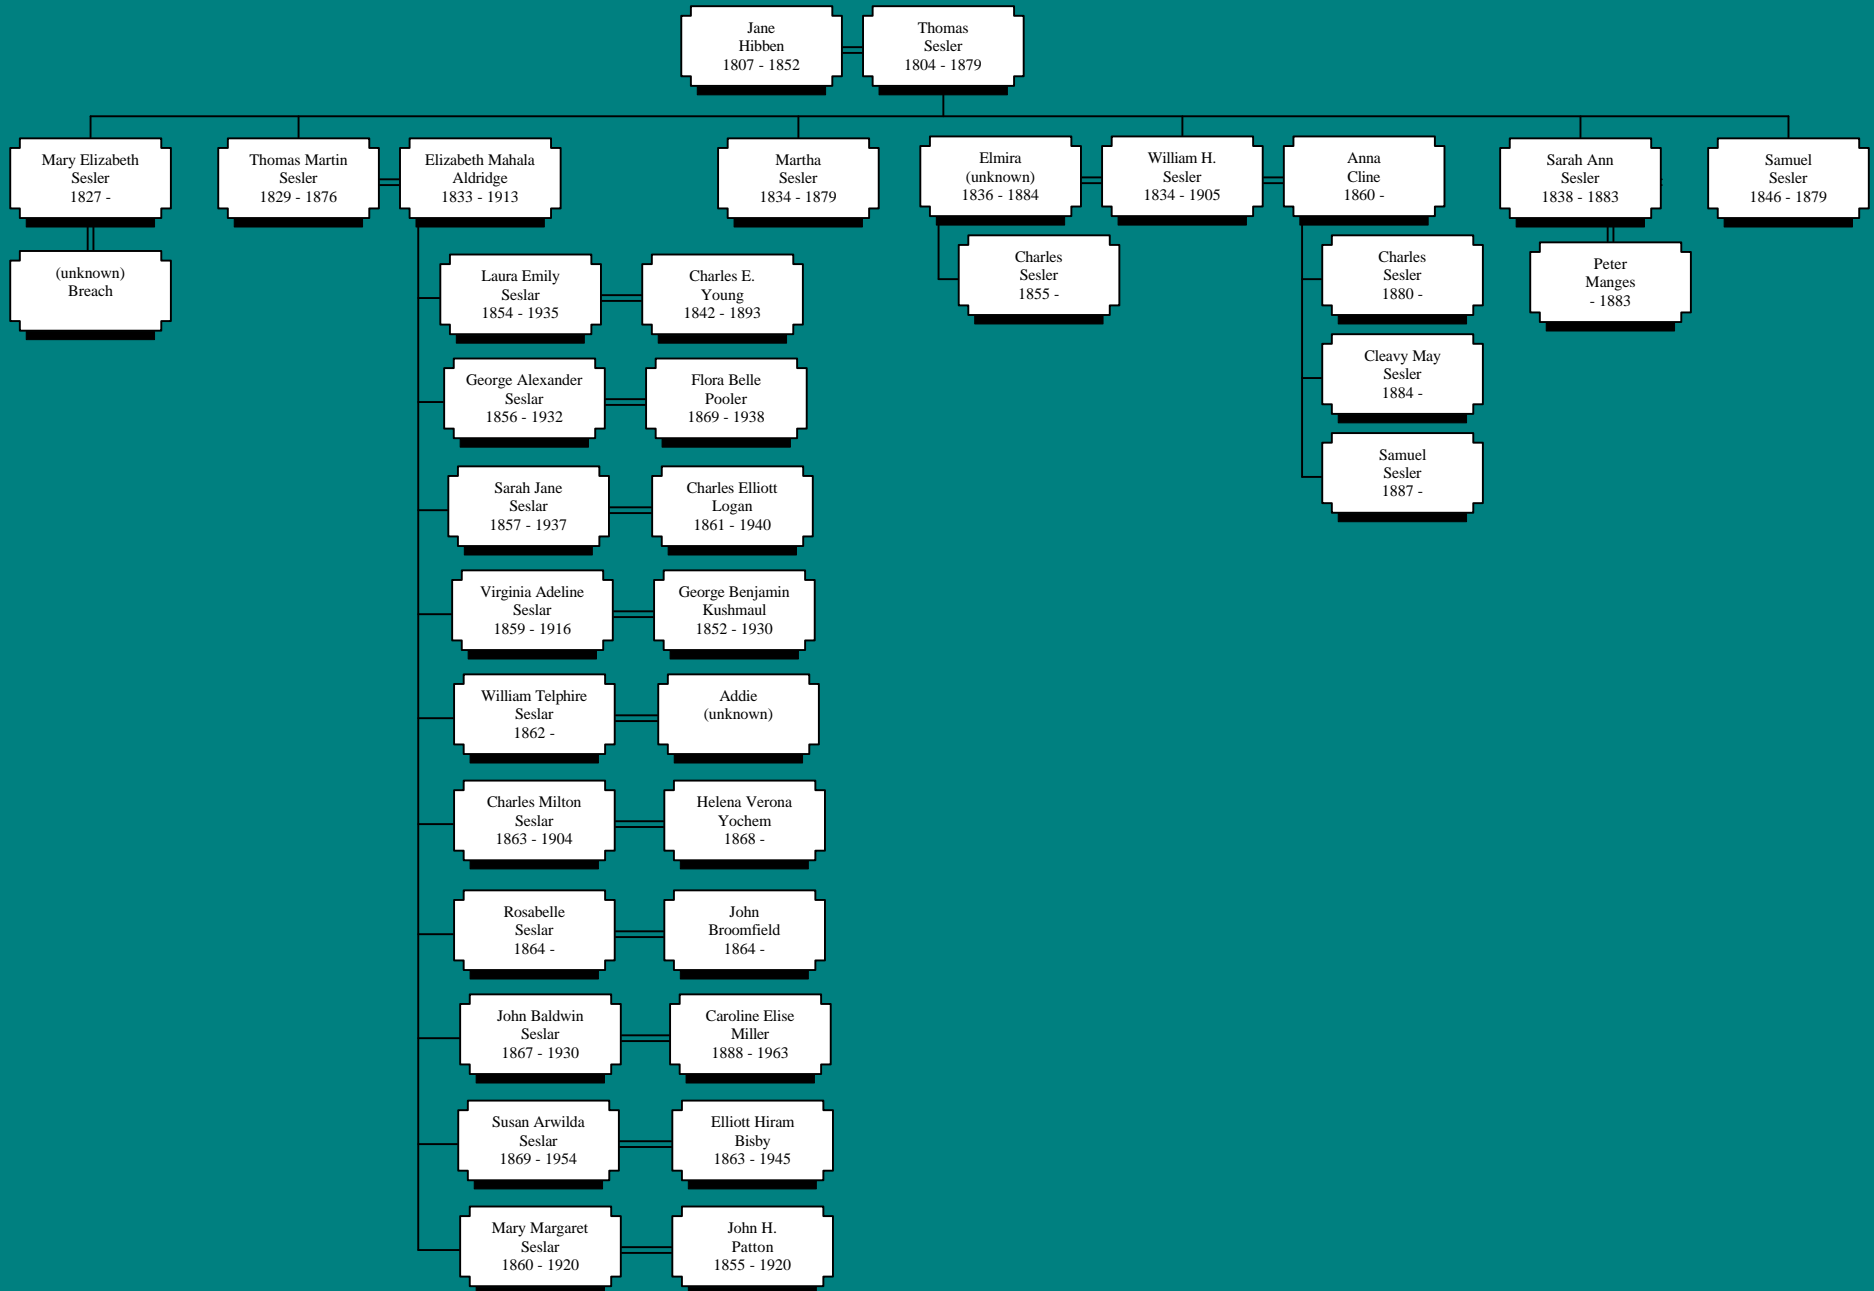 Jane
Hibben
1807 - 1852
Thomas
Sesler
1804 - 1879
Mary Elizabeth
Sesler
1827 -
Thomas Martin
Sesler
1829 - 1876
Elizabeth Mahala
Aldridge
1833 - 1913
Martha
Sesler
1834 - 1879
Elmira
(unknown)
1836 - 1884
William H.
Sesler
1834 - 1905
Anna
Cline
1860 -
Sarah Ann
Sesler
1838 - 1883
Samuel
Sesler
1846 - 1879
(unknown)
Breach
Laura Emily
Seslar
1854 - 1935
Charles E.
Young
1842 - 1893
Charles
Sesler
1855 -
Charles
Sesler
1880 -
Peter
Manges
- 1883
George Alexander
Seslar
1856 - 1932
Flora Belle
Pooler
1869 - 1938
Cleavy May
Sesler
1884 -
Sarah Jane
Seslar
1857 - 1937
Charles Elliott
Logan
1861 - 1940
Samuel
Sesler
1887 -
Virginia Adeline
Seslar
1859 - 1916
George Benjamin
Kushmaul
1852 - 1930
William Telphire
Seslar
1862 -
Addie
(unknown)
Charles Milton
Seslar
1863 - 1904
Helena Verona
Yochem
1868 -
Rosabelle
Seslar
1864 -
John
Broomfield
1864 -
John Baldwin
Seslar
1867 - 1930
Caroline Elise
Miller
1888 - 1963
Susan Arwilda
Seslar
1869 - 1954
Elliott Hiram
Bisby
1863 - 1945
Mary Margaret
Seslar
1860 - 1920
John H.
Patton
1855 - 1920